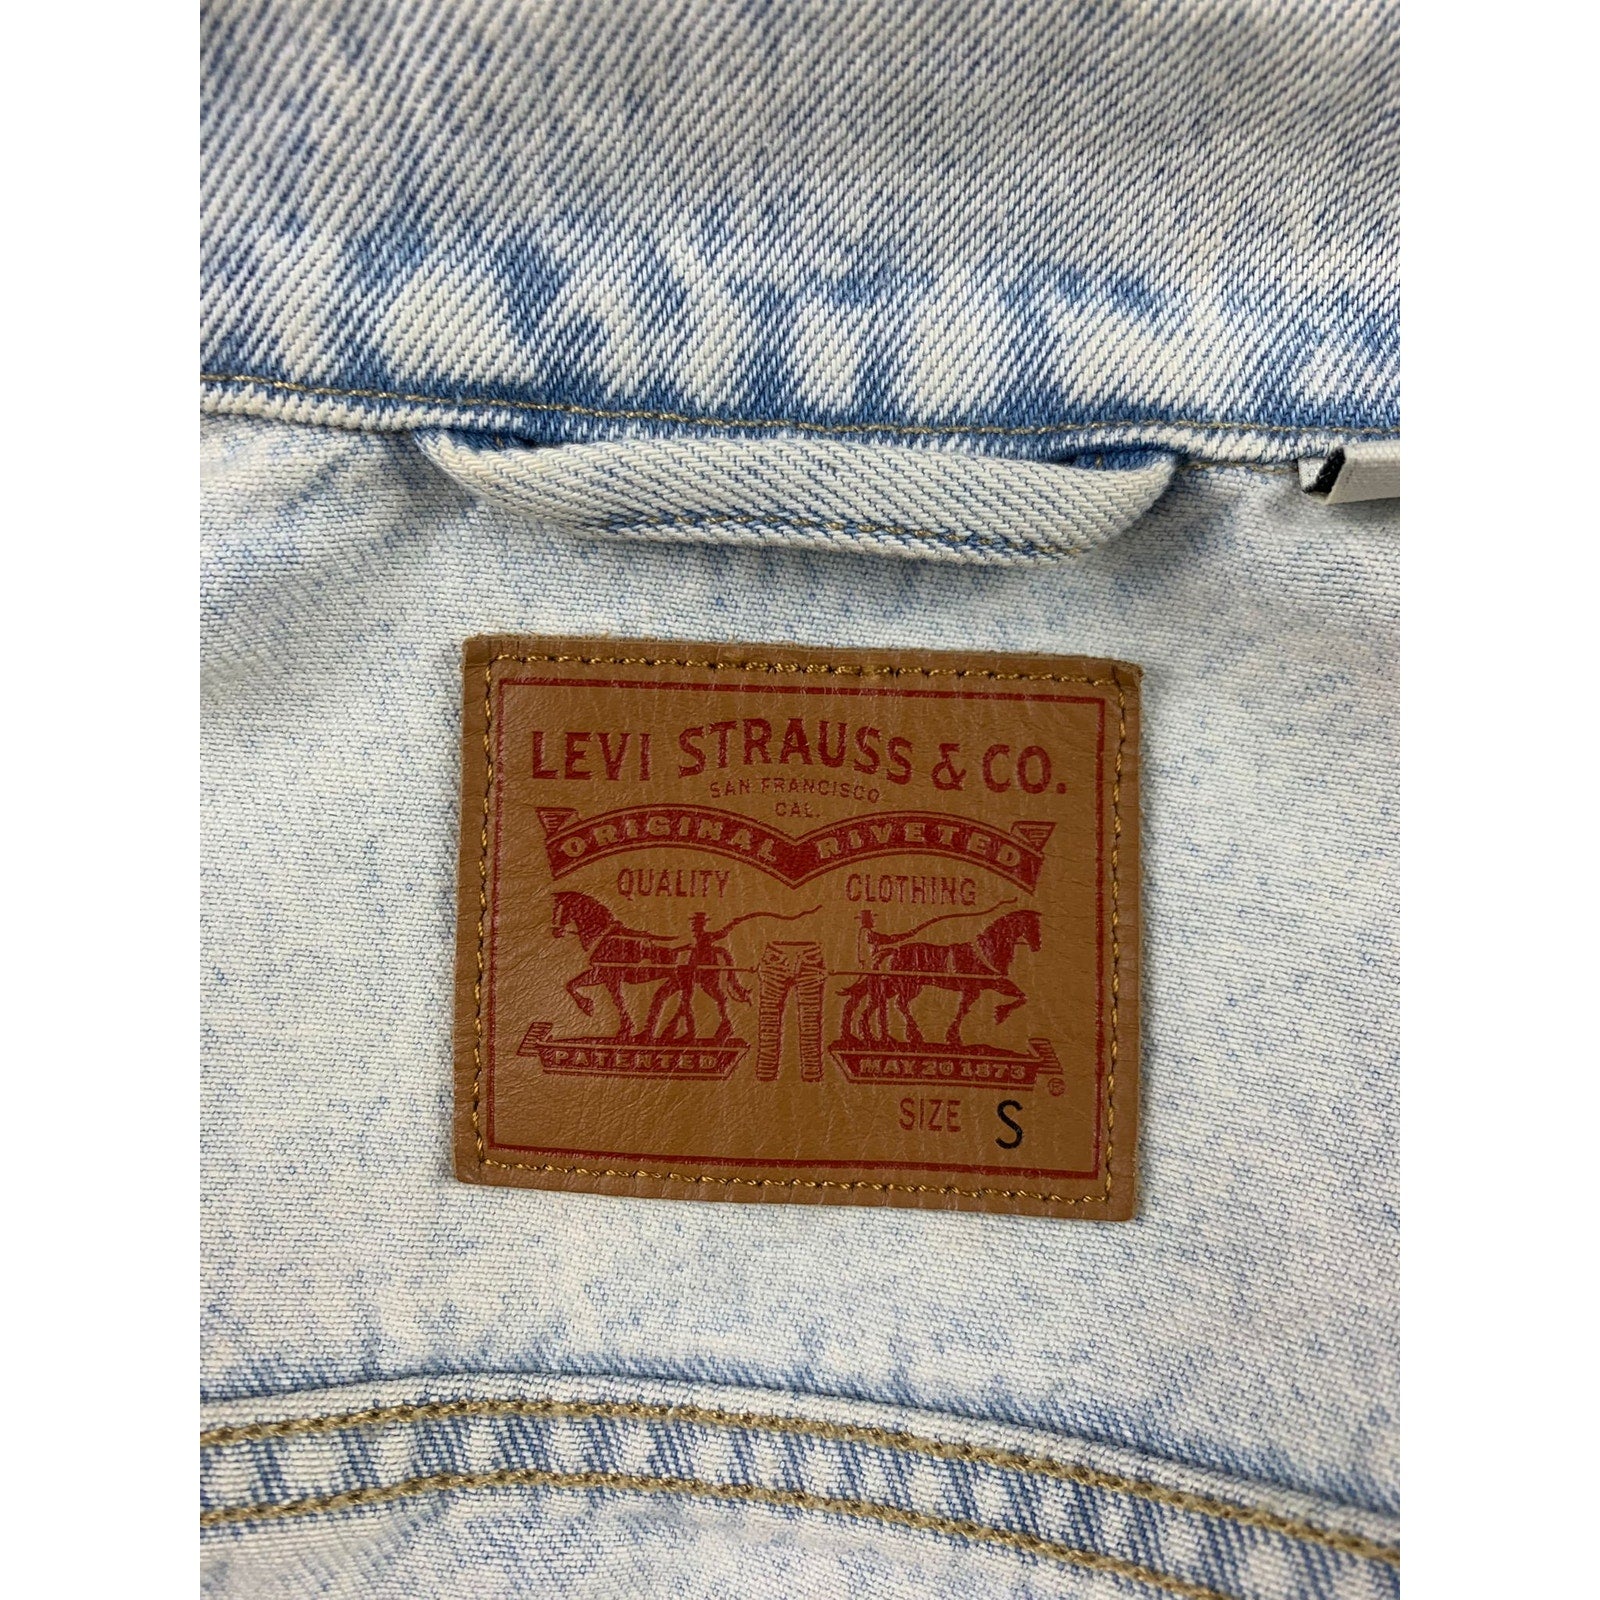 LEVI STRAUSS & CO.
SAN FRANCISCO
CAL.
ORIGINAL RIVETED
QUALITY CLOTHING
PATENTED MAY 20 1873
®
SIZE S